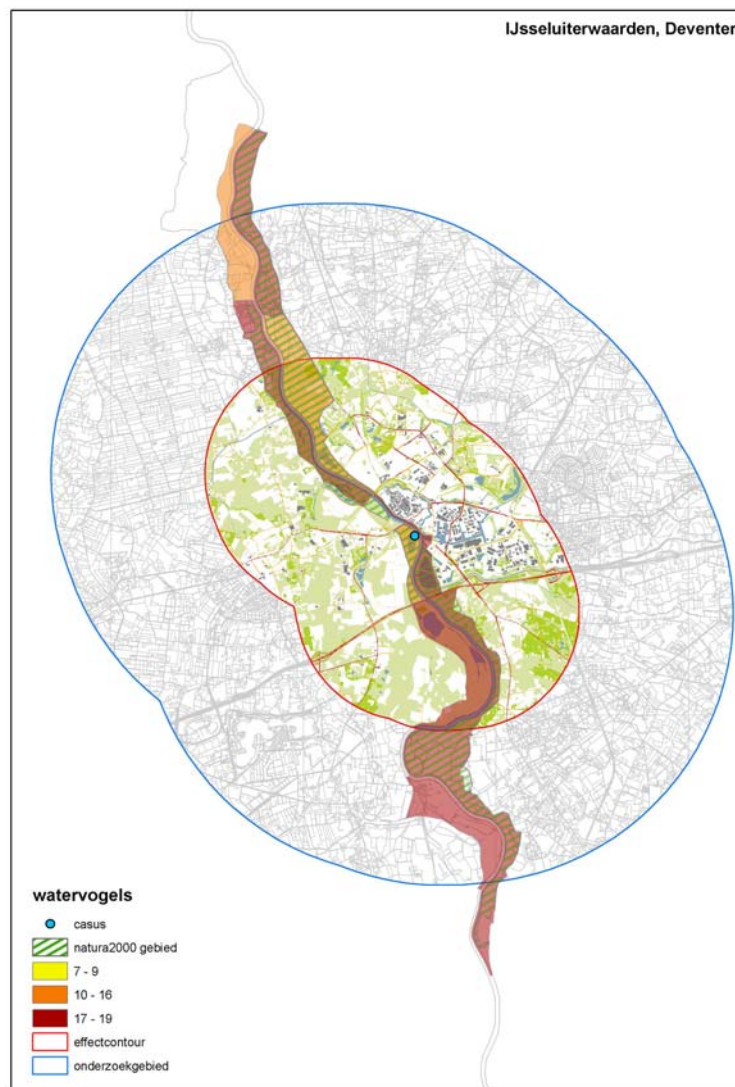 IJsseluiterwaarden, Deventer
watervogels
casus
natura2000 gebied
7 - 9
10 - 16
17 - 19
effectcontour
onderzoekgebied